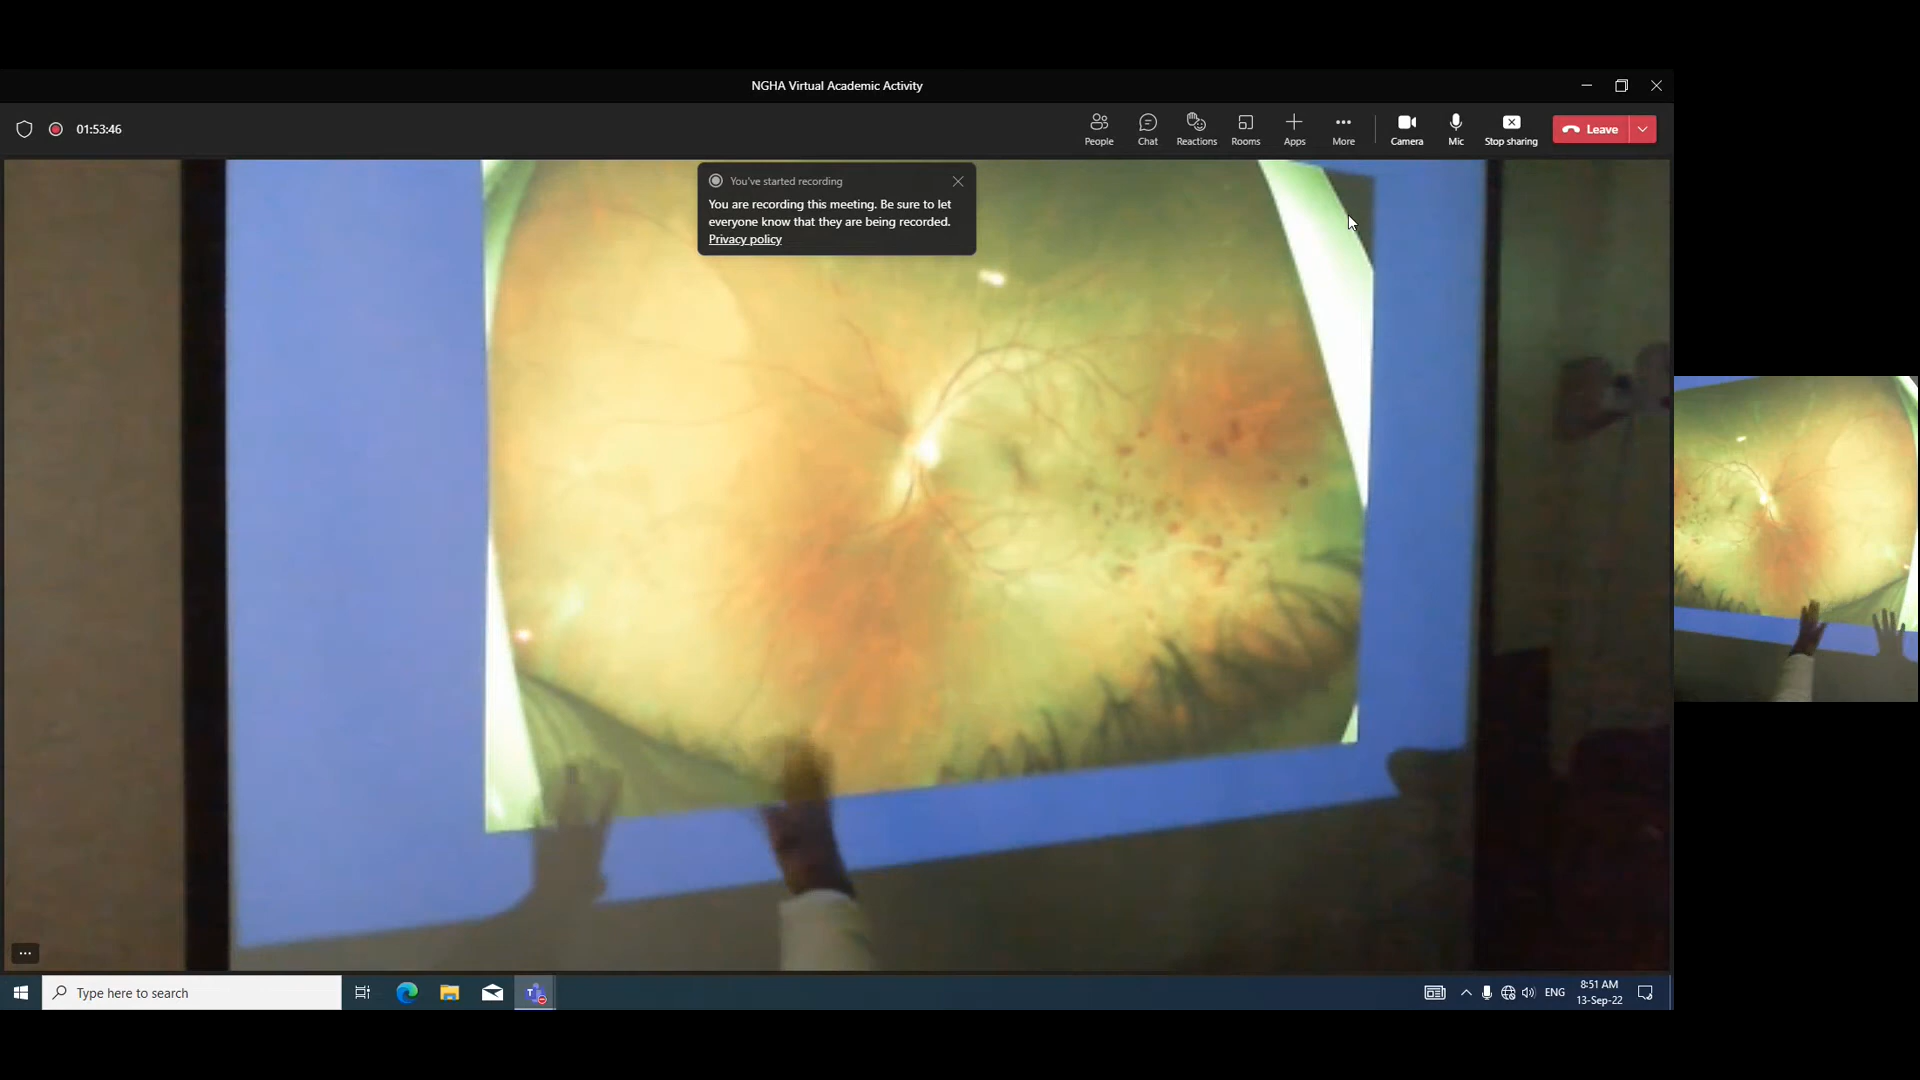 NGHA Virtual Academic Activity
01:53:46
People
Chat
Reactions
Rooms
Apps
More
Camera
Mic
Stop sharing
Leave
You've started recording
You are recording this meeting. Be sure to let
everyone know that they are being recorded.
Privacy policy
Type here to search
ENG
8:51 AM
13-Sep-22